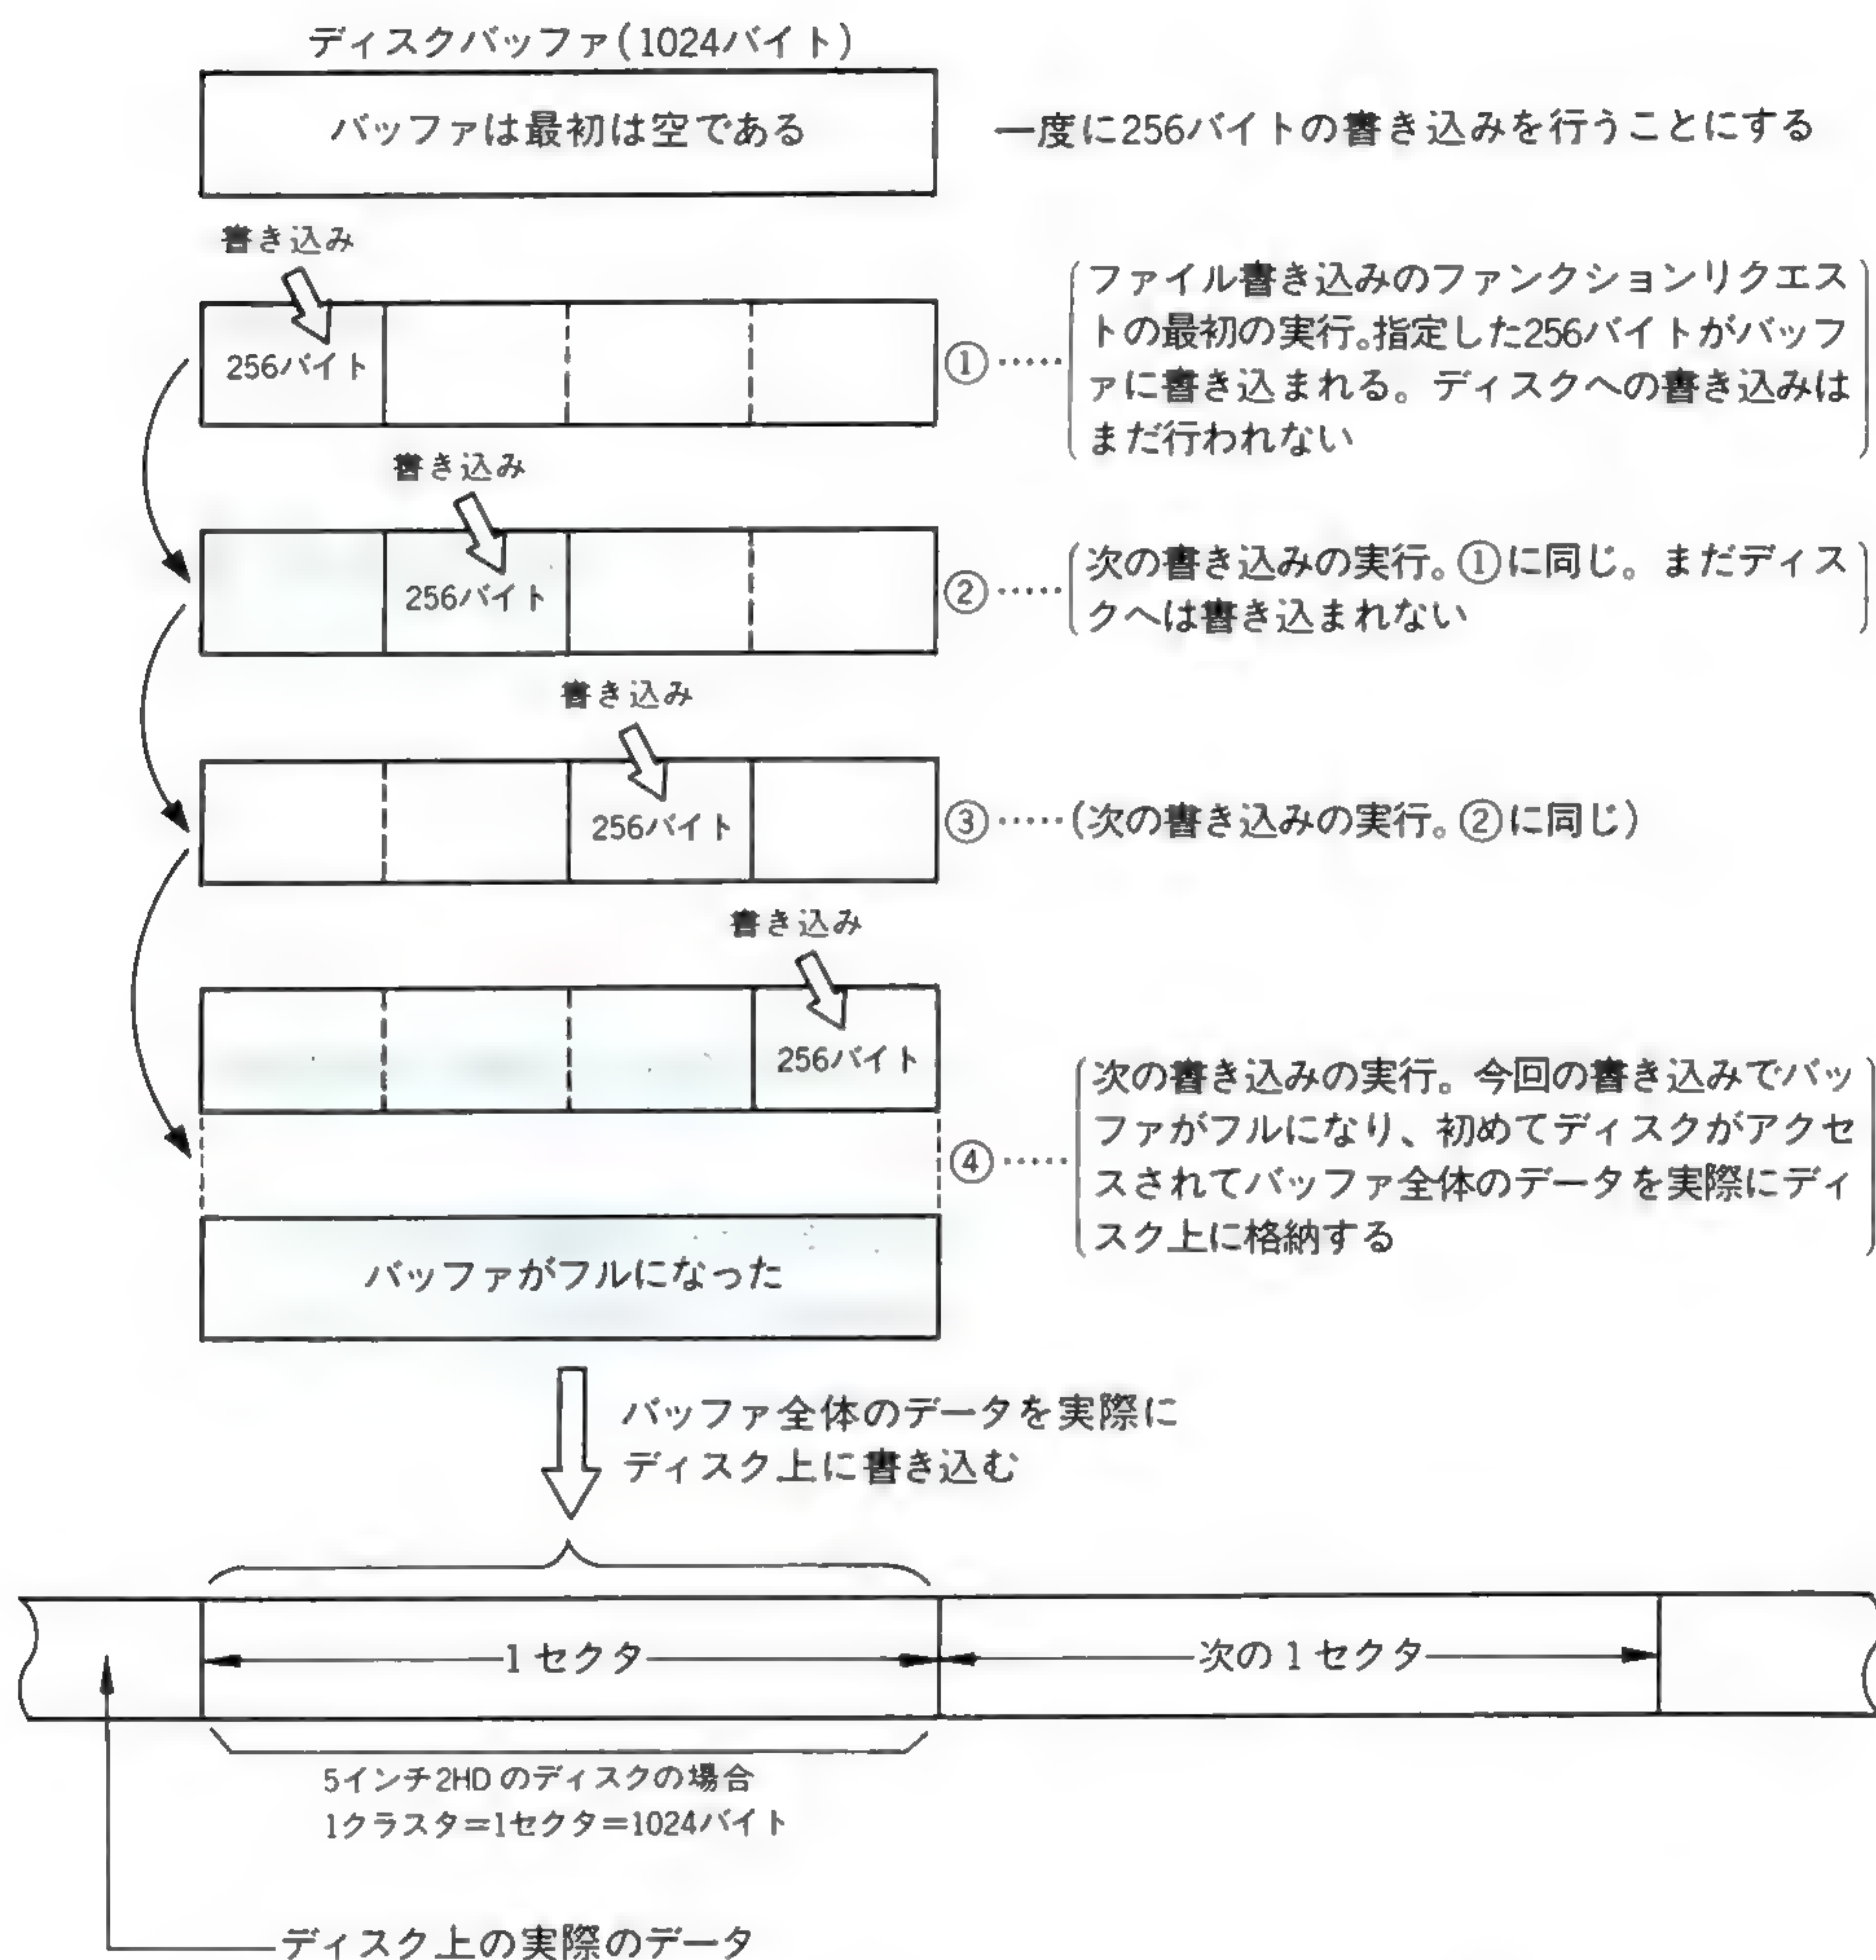 ディスクバッファ(1024バイト)
バッファは最初は空である
一度に256バイトの書き込みを行うことにする
書き込み
256バイト
①……
ファイル書き込みのファンクションリクエス
トの最初の実行。指定した256バイトがバッフ
ァに書き込まれる。ディスクへの書き込みは
まだ行われない
書き込み
256バイト
②……
次の書き込みの実行。①に同じ。まだディス
クへは書き込まれない
書き込み
256バイト
③……(次の書き込みの実行。②に同じ)
書き込み
256バイト
④……
次の書き込みの実行。今回の書き込みでバッ
ファがフルになり、初めてディスクがアクセ
スされてバッファ全体のデータを実際にディ
スク上に格納する
バッファがフルになった
バッファ全体のデータを実際に
ディスク上に書き込む
1セクタ
次の1セクタ
5インチ2HDのディスクの場合
1クラスタ=1セクタ=1024バイト
ディスク上の実際のデータ